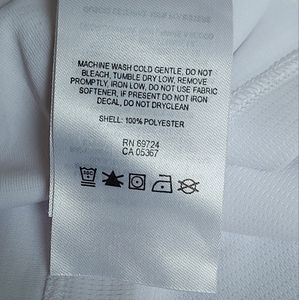 MACHINE WASH COLD GENTLE, DO NOT
BLEACH, TUMBLE DRY LOW, REMOVE
PROMPTLY, IRON LOW, DO NOT USE FABRIC
SOFTENER, IF PRESENT DO NOT IRON
DECAL, DO NOT DRYCLEAN
SHELL: 100% POLYESTER
RN 69724
CA 05367